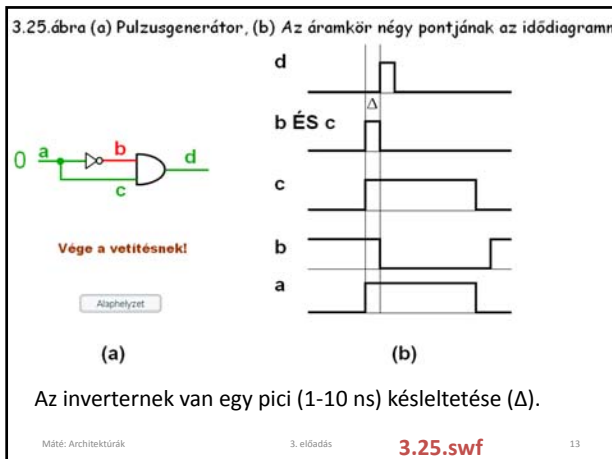 3.25.ábra (a) Pulzusgenerátor, (b) Az áramkör négy pontjának az idődiagramm
d
Δ
b ÉS c
c
b
a
0
a
b
c
d
Vége a vetítésnek!
Alaphelyzet
(a)
(b)
Az inverternek van egy pici (1-10 ns) késleltetése (Δ).
Máté: Architektúrák
3. előadás
3.25.swf
13